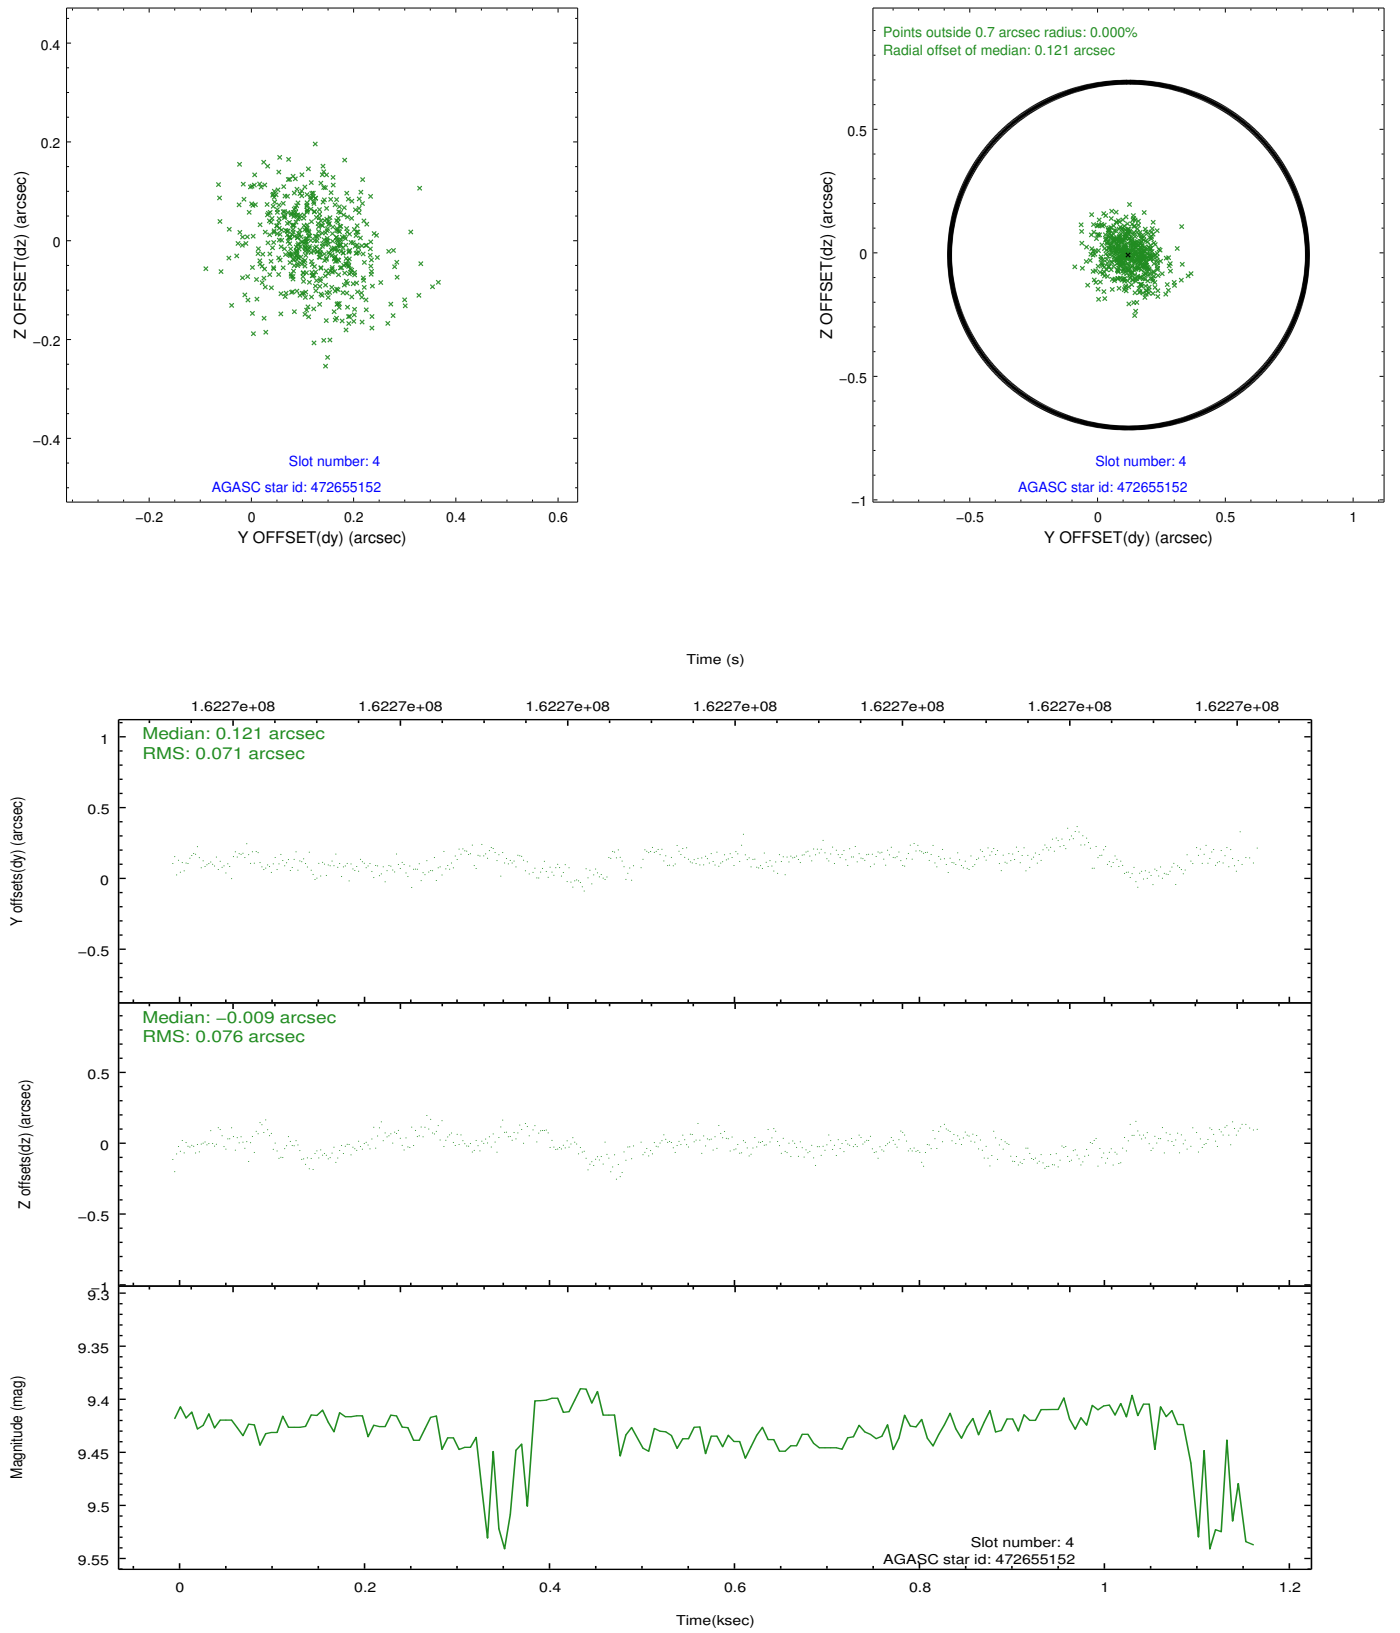 0.4
0.2
0
−0.2
−0.4
Z OFFSET(dz) (arcsec)
Slot number: 4
AGASC star id: 472655152
−0.2
0
0.2
0.4
0.6
Y OFFSET(dy) (arcsec)
Points outside 0.7 arcsec radius: 0.000%
Radial offset of median: 0.121 arcsec
0.5
0
−0.5
−1
Z OFFSET(dz) (arcsec)
Slot number: 4
AGASC star id: 472655152
−0.5
0
0.5
1
Y OFFSET(dy) (arcsec)
Time (s)
1.6227e+08
1.6227e+08
1.6227e+08
1.6227e+08
1.6227e+08
1.6227e+08
1.6227e+08
Median: 0.121 arcsec
RMS: 0.071 arcsec
1
0.5
0
−0.5
Y offsets(dy) (arcsec)
Median: −0.009 arcsec
RMS: 0.076 arcsec
0.5
0
−0.5
−1
Z offsets(dz) (arcsec)
9.3
9.35
9.4
9.45
9.5
9.55
Magnitude (mag)
Slot number: 4
AGASC star id: 472655152
0
0.2
0.4
0.6
0.8
1
1.2
Time(ksec)